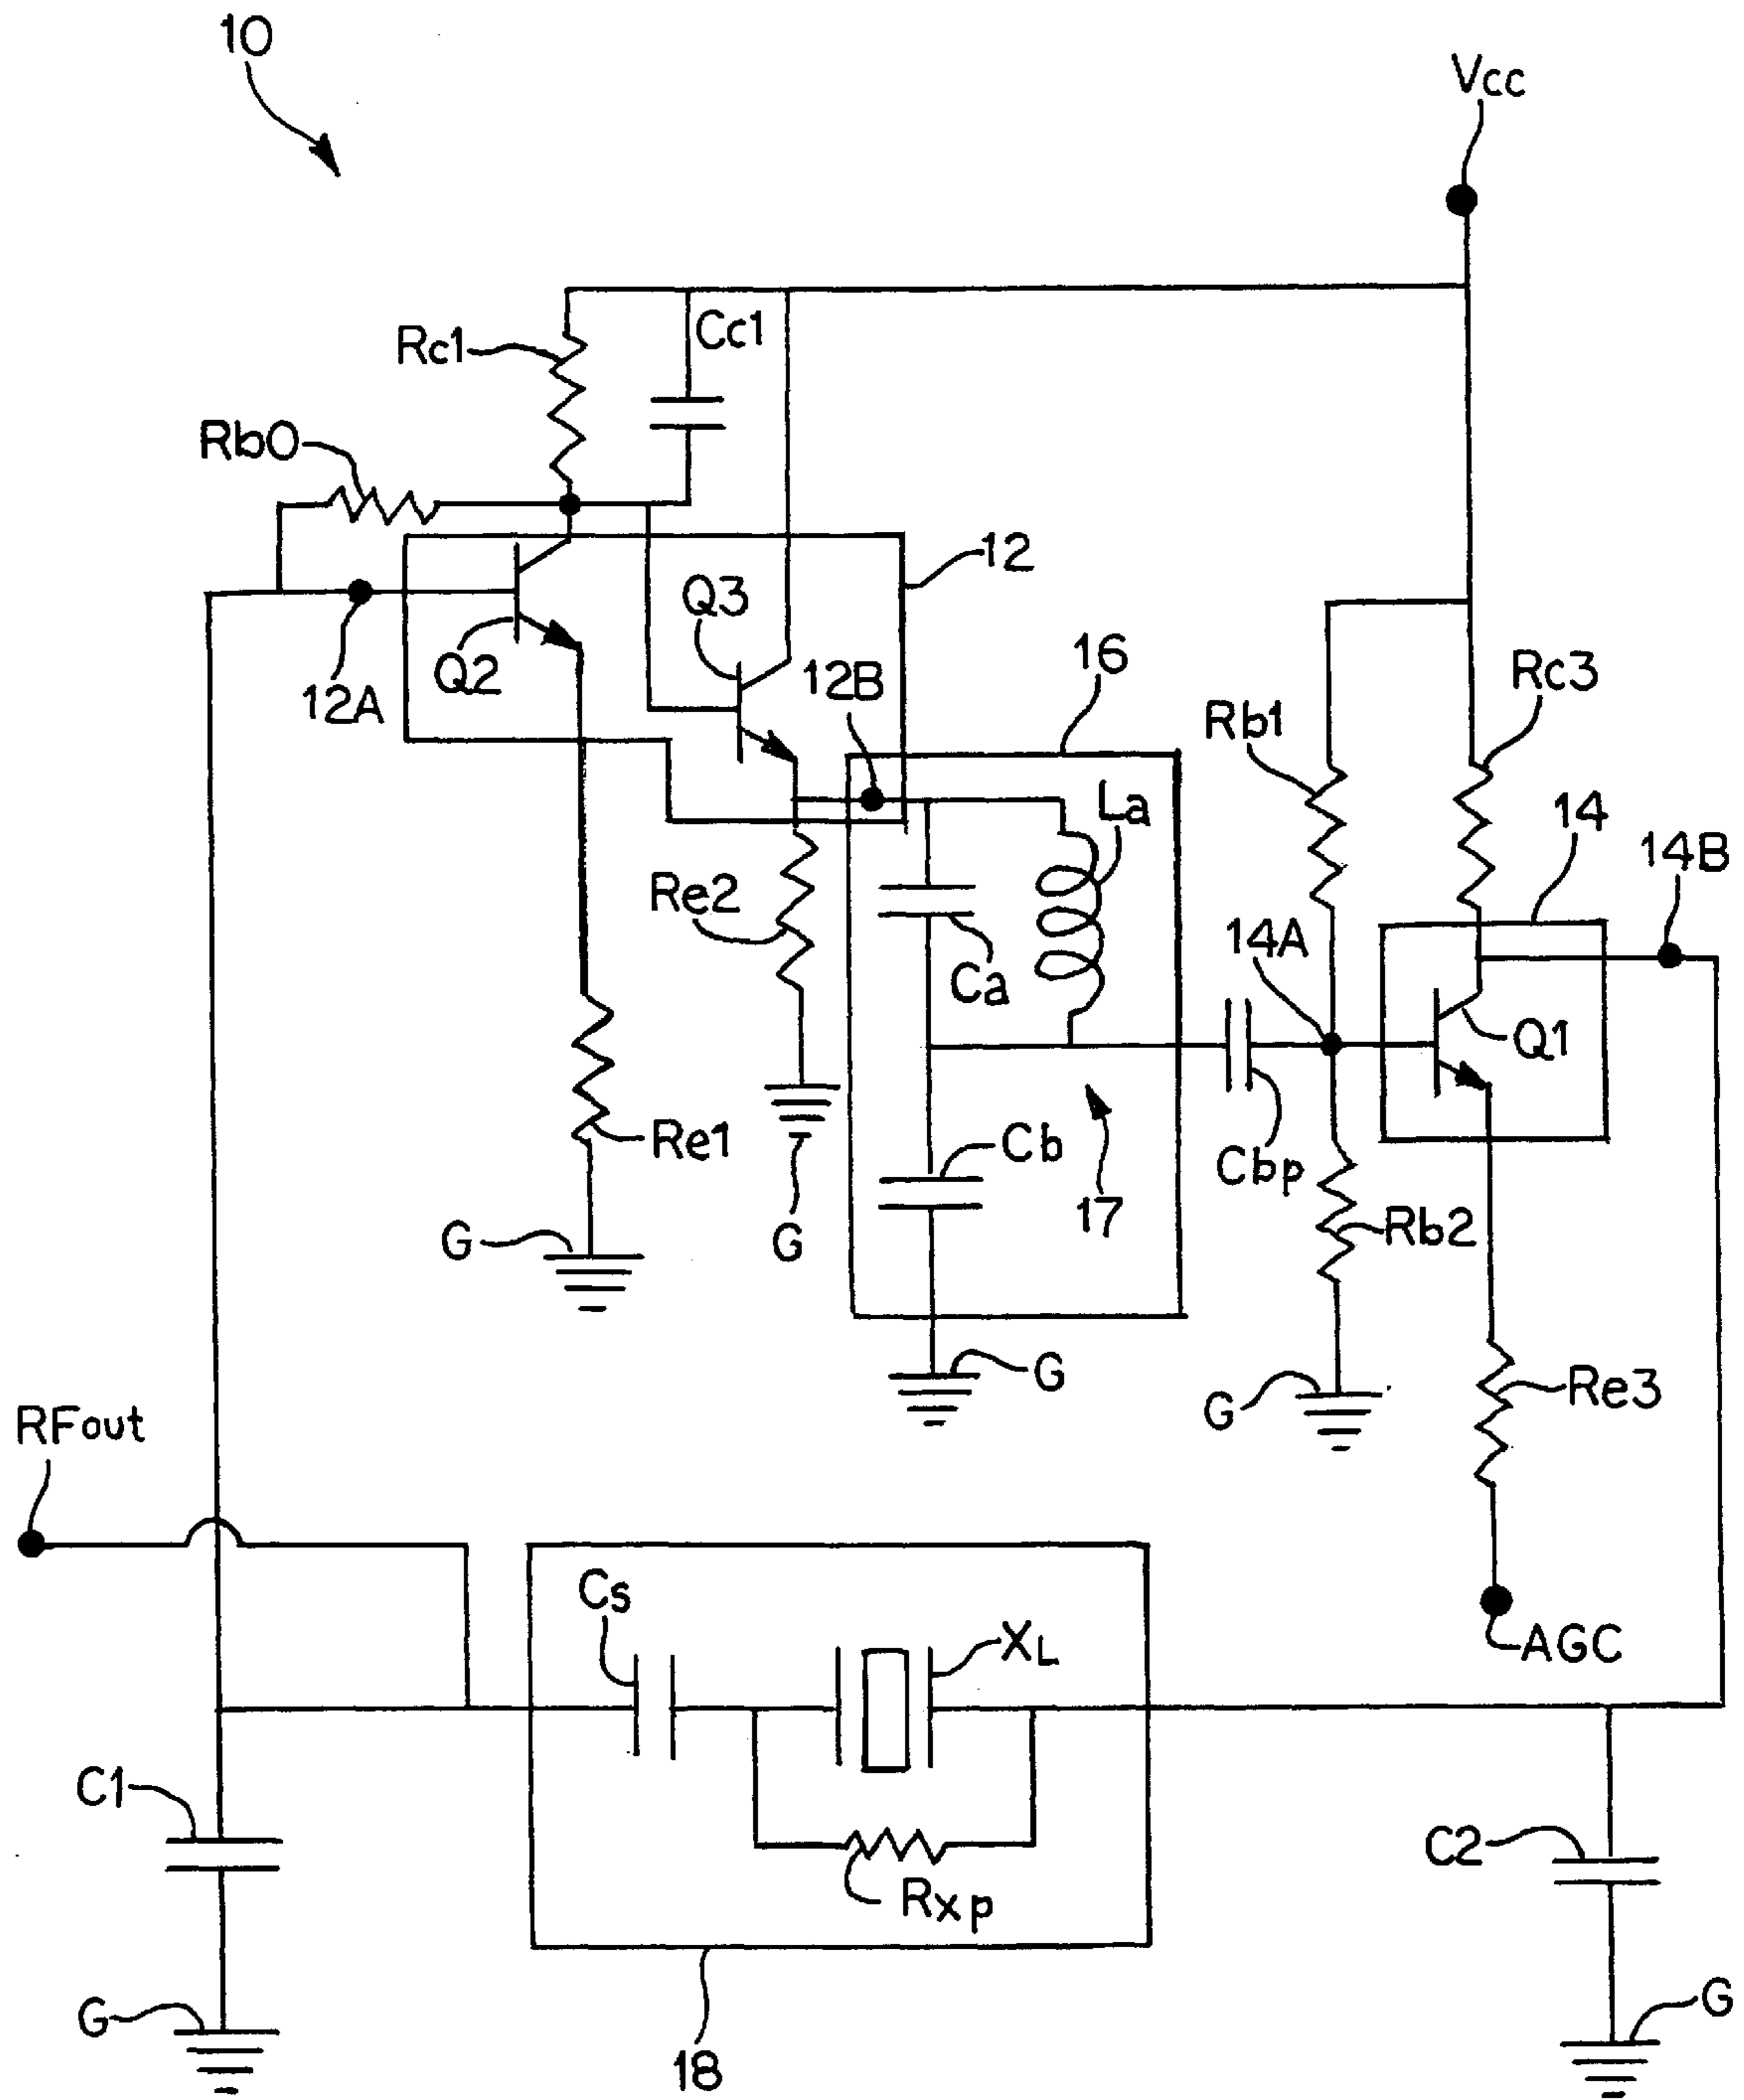 10
Vcc
Rc1
Cc1
Rb0
12
Q3
Q2
12A
12B
16
Rc3
Rb1
La
14
14B
Re2
14A
Ca
Q1
Re1
Cb
Cbp
17
Rb2
G
G
G
G
Re3
RFout
Cs
XL
AGC
C1
C2
Rxp
G
G
18